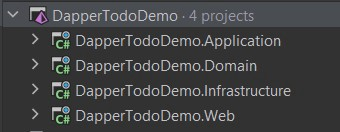 DapperTodoDemo · 4 projects
C# DapperTodoDemo.Application
C# DapperTodoDemo.Domain
C# DapperTodoDemo.Infrastructure
C# DapperTodoDemo.Web